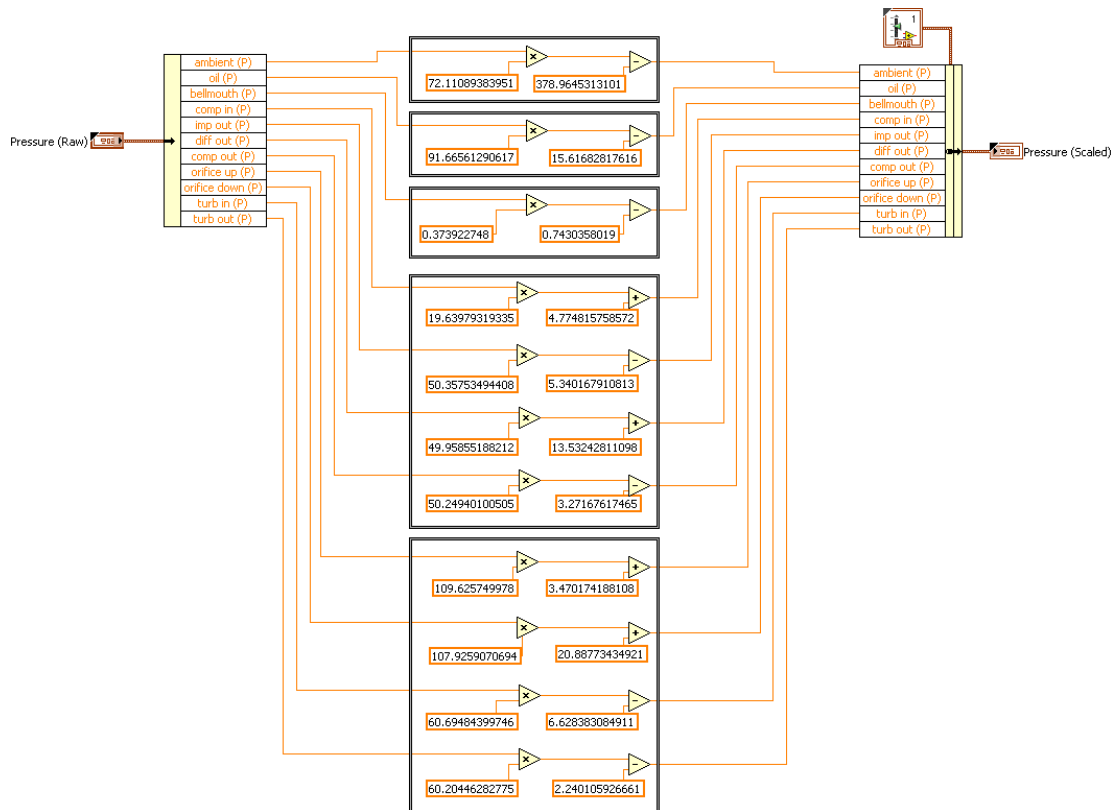 Pressure (Raw)
ambient (P)
oil (P)
bellmouth (P)
comp in (P)
imp out (P)
diff out (P)
comp out (P)
orifice up (P)
orifice down (P)
turb in (P)
turb out (P)
×
-
72.11089383951
378.9645313101
×
-
91.66561290617
15.61682817616
×
-
0.373922748
0.7430358019
×
+
19.63979319335
4.774815758572
×
-
50.35753494408
5.340167910813
×
+
49.95855188212
13.53242811098
×
-
50.24940100505
3.27167617465
×
+
109.625749978
3.470174188108
×
+
107.9259070694
20.88773434921
×
-
60.69484399746
6.628383084911
×
-
60.20446282775
2.240105926661
1
ambient (P)
oil (P)
bellmouth (P)
comp in (P)
imp out (P)
diff out (P)
comp out (P)
orifice up (P)
orifice down (P)
turb in (P)
turb out (P)
Pressure (Scaled)